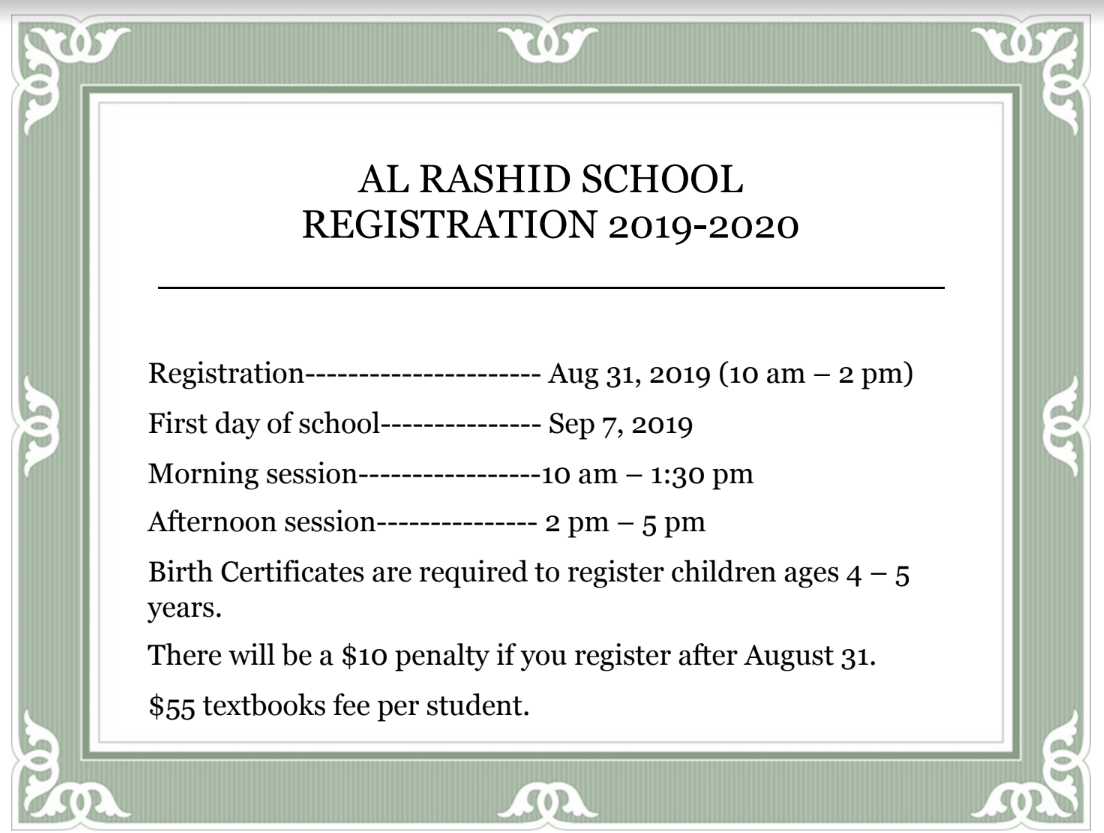 AL RASHID SCHOOL
REGISTRATION 2019-2020
Registration---------------------- Aug 31, 2019 (10 am – 2 pm)
First day of school--------------- Sep 7, 2019
Morning session-----------------10 am – 1:30 pm
Afternoon session--------------- 2 pm – 5 pm
Birth Certificates are required to register children ages 4 – 5
years.
There will be a $10 penalty if you register after August 31.
$55 textbooks fee per student.